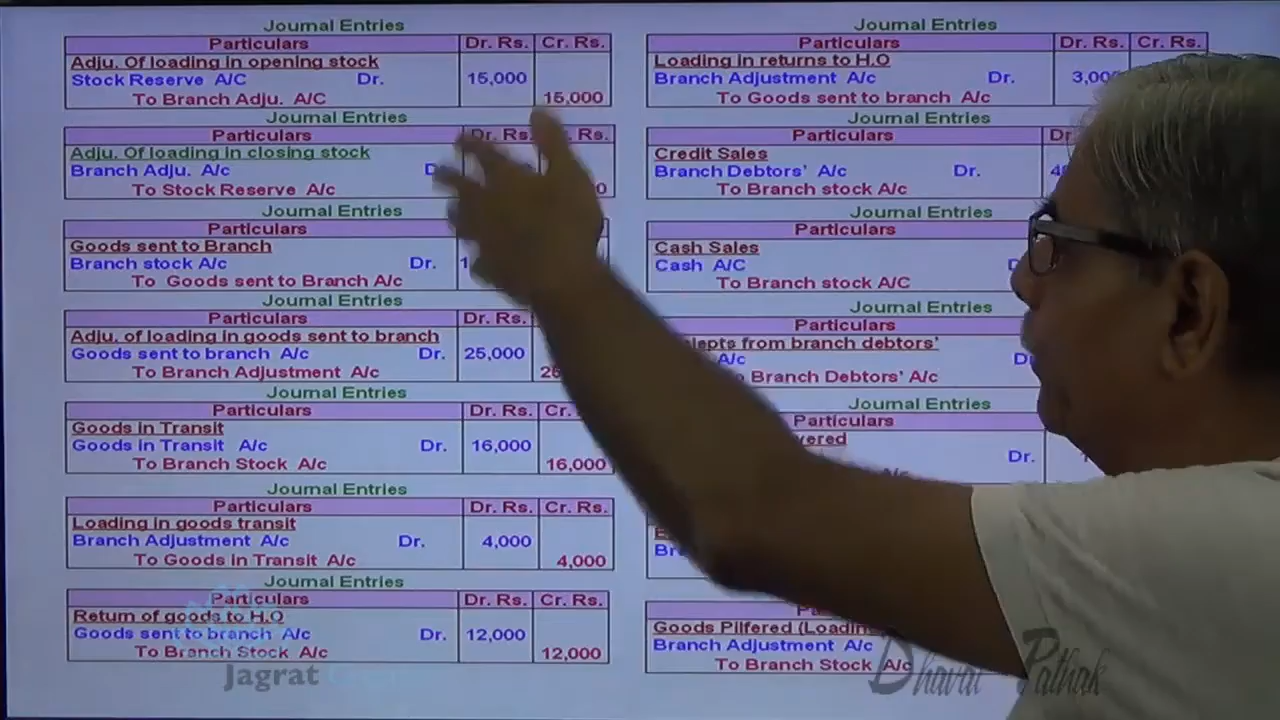 Journal Entries
Particulars Dr. Rs. Cr. Rs.
Adju. Of loading in opening stock
Stock Reserve A/C Dr. 15,000
To Branch Adju. A/C 15,000
Journal Entries
Particulars Dr. Rs. Rs.
Adju. Of loading in closing stock
Branch Adju. A/c
To Stock Reserve A/c
Journal Entries
Particulars
Goods sent to Branch
Branch stock A/c Dr.
To Goods sent to Branch A/c
Journal Entries
Particulars Dr. Rs.
Adju. of loading in goods sent to branch
Goods sent to branch A/c Dr. 25,000
To Branch Adjustment A/c
Journal Entries
Particulars Dr. Rs. Cr.
Goods in Transit
Goods in Transit A/c Dr. 16,000
To Branch Stock A/c 16,000
Journal Entries
Particulars Dr. Rs. Cr. Rs.
Loading in goods transit
Branch Adjustment A/c Dr. 4,000
To Goods in Transit A/c 4,000
Journal Entries
Particulars Dr. Rs. Cr. Rs.
Return of goods to H.O
Goods sent to branch A/c Dr. 12,000
To Branch Stock A/c 12,000
Jagrat
Journal Entries
Particulars Dr. Rs. Cr. Rs.
Loading in returns to H.O
Branch Adjustment A/c Dr.
To Goods sent to branch A/c
Journal Entries
Particulars
Credit Sales
Branch Debtors' A/c Dr.
To Branch stock A/c
Journal Entries
Particulars
Cash Sales
Cash A/C
To Branch stock A/C
Journal Entries
Particulars
from branch debtors'
A/c
Branch Debtors' A/c
Journal Entries
Particulars
Dr.
Goods Pilfered
Branch Adjustment A/c
To Branch Stock A/c
Dhaval Pathak